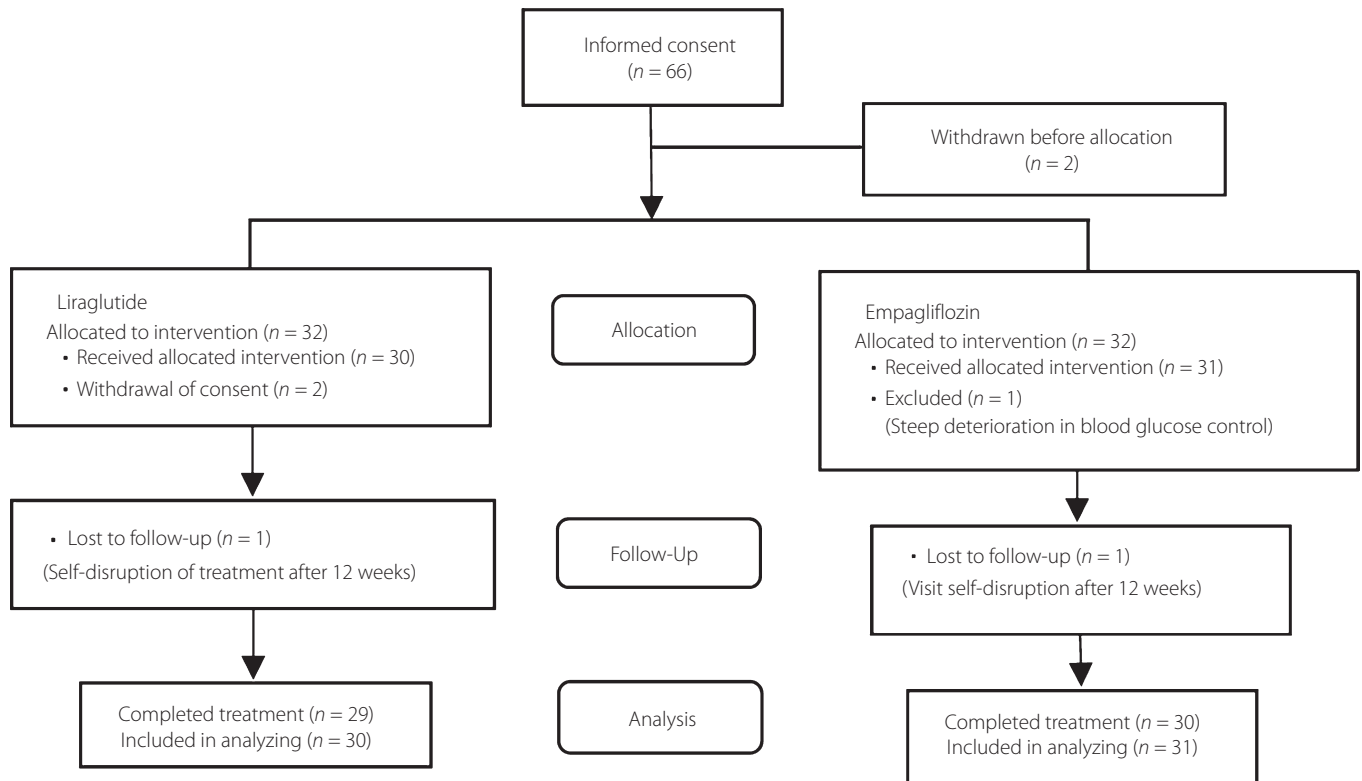 Informed consent
(n = 66)
Withdrawn before allocation
(n = 2)
Liraglutide
Allocated to intervention (n = 32)
• Received allocated intervention (n = 30)
• Withdrawal of consent (n = 2)
Allocation
Empagliflozin
Allocated to intervention (n = 32)
• Received allocated intervention (n = 31)
• Excluded (n = 1)
(Steep deterioration in blood glucose control)
• Lost to follow-up (n = 1)
(Self-disruption of treatment after 12 weeks)
Follow-Up
• Lost to follow-up (n = 1)
(Visit self-disruption after 12 weeks)
Completed treatment (n = 29)
Included in analyzing (n = 30)
Analysis
Completed treatment (n = 30)
Included in analyzing (n = 31)